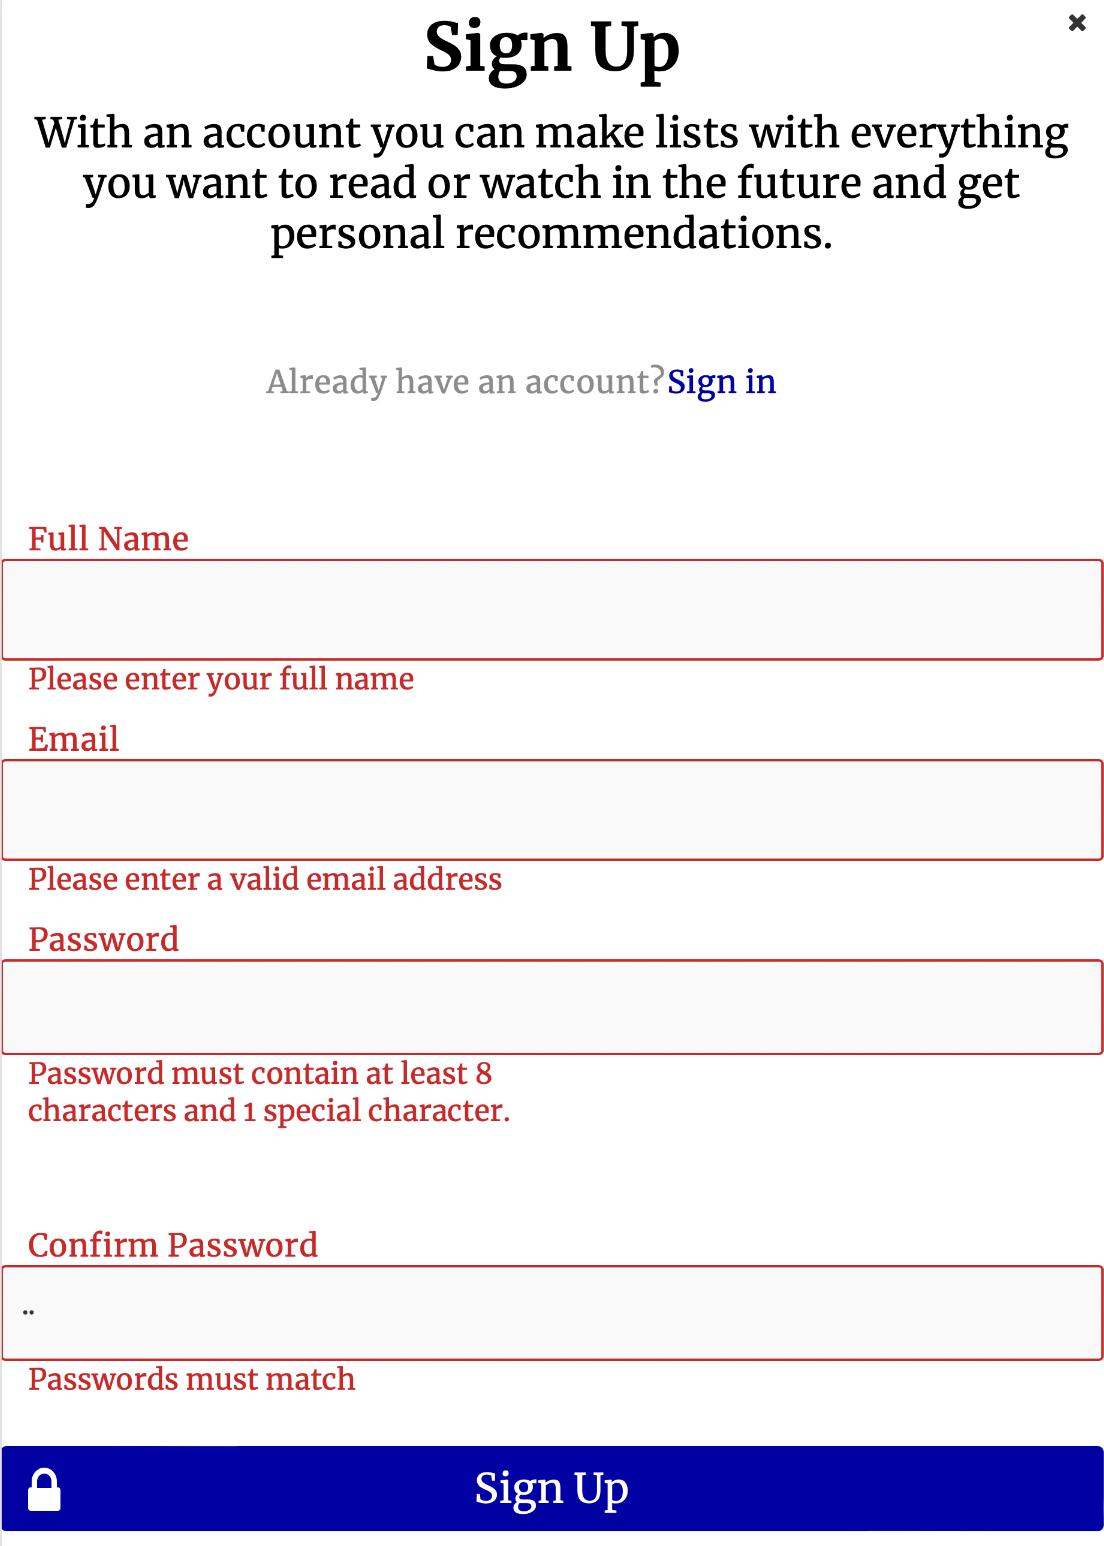 Sign Up
With an account you can make lists with everything
you want to read or watch in the future and get
personal recommendations.
Already have an account?Sign in
Full Name
Please enter your full name
Email
Please enter a valid email address
Password
Password must contain at least 8
characters and 1 special character.
Confirm Password
••
Passwords must match
Sign Up